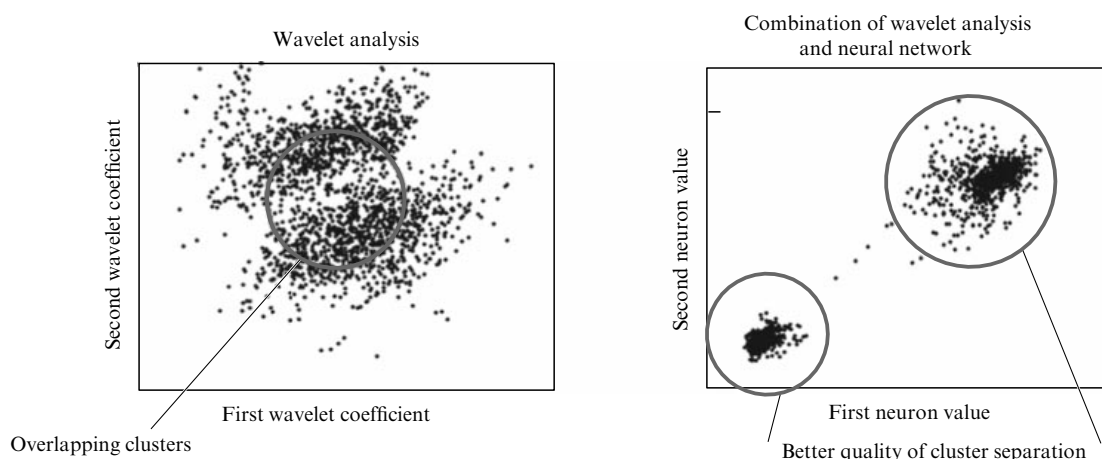 Wavelet analysis
Second wavelet coefficient
First wavelet coefficient
Overlapping clusters
Combination of wavelet analysis
and neural network
Second neuron value
First neuron value
Better quality of cluster separation